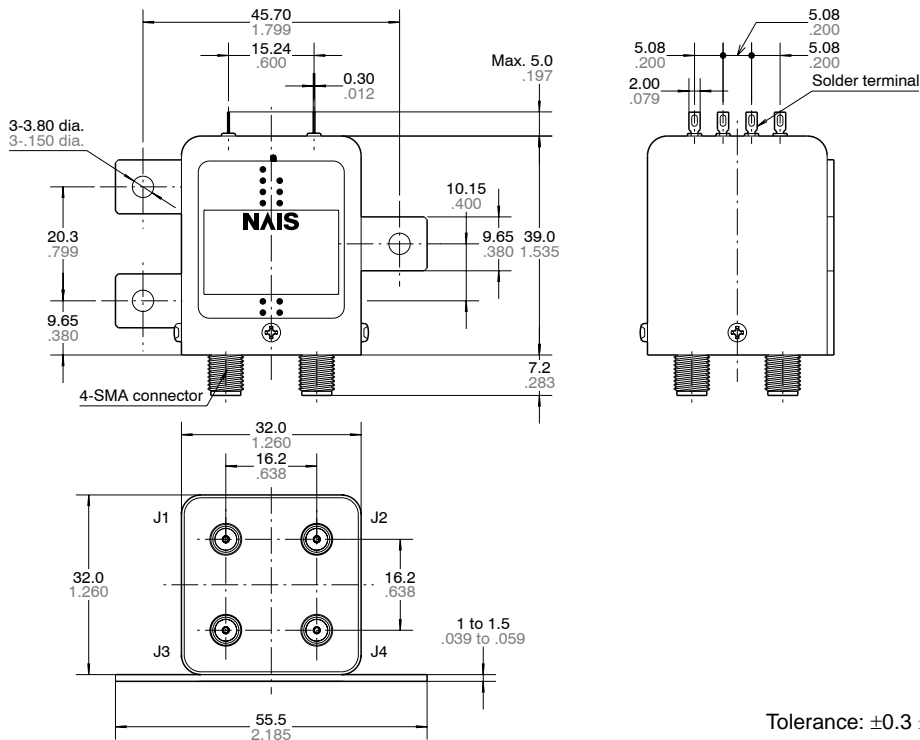 45.70
1.799
15.24
.600
0.30
.012
Max. 5.0
.197
3-3.80 dia.
3-.150 dia.
NAIS
10.15
.400
9.65
.380
39.0
1.535
20.3
.799
9.65
.380
7.2
.283
4-SMA connector
5.08
.200
5.08
.200
5.08
.200
2.00
.079
Solder terminal
32.0
1.260
16.2
.638
J1
J2
32.0
1.260
16.2
.638
J3
J4
1 to 1.5
.039 to .059
55.5
2.185
Tolerance: ±0.3